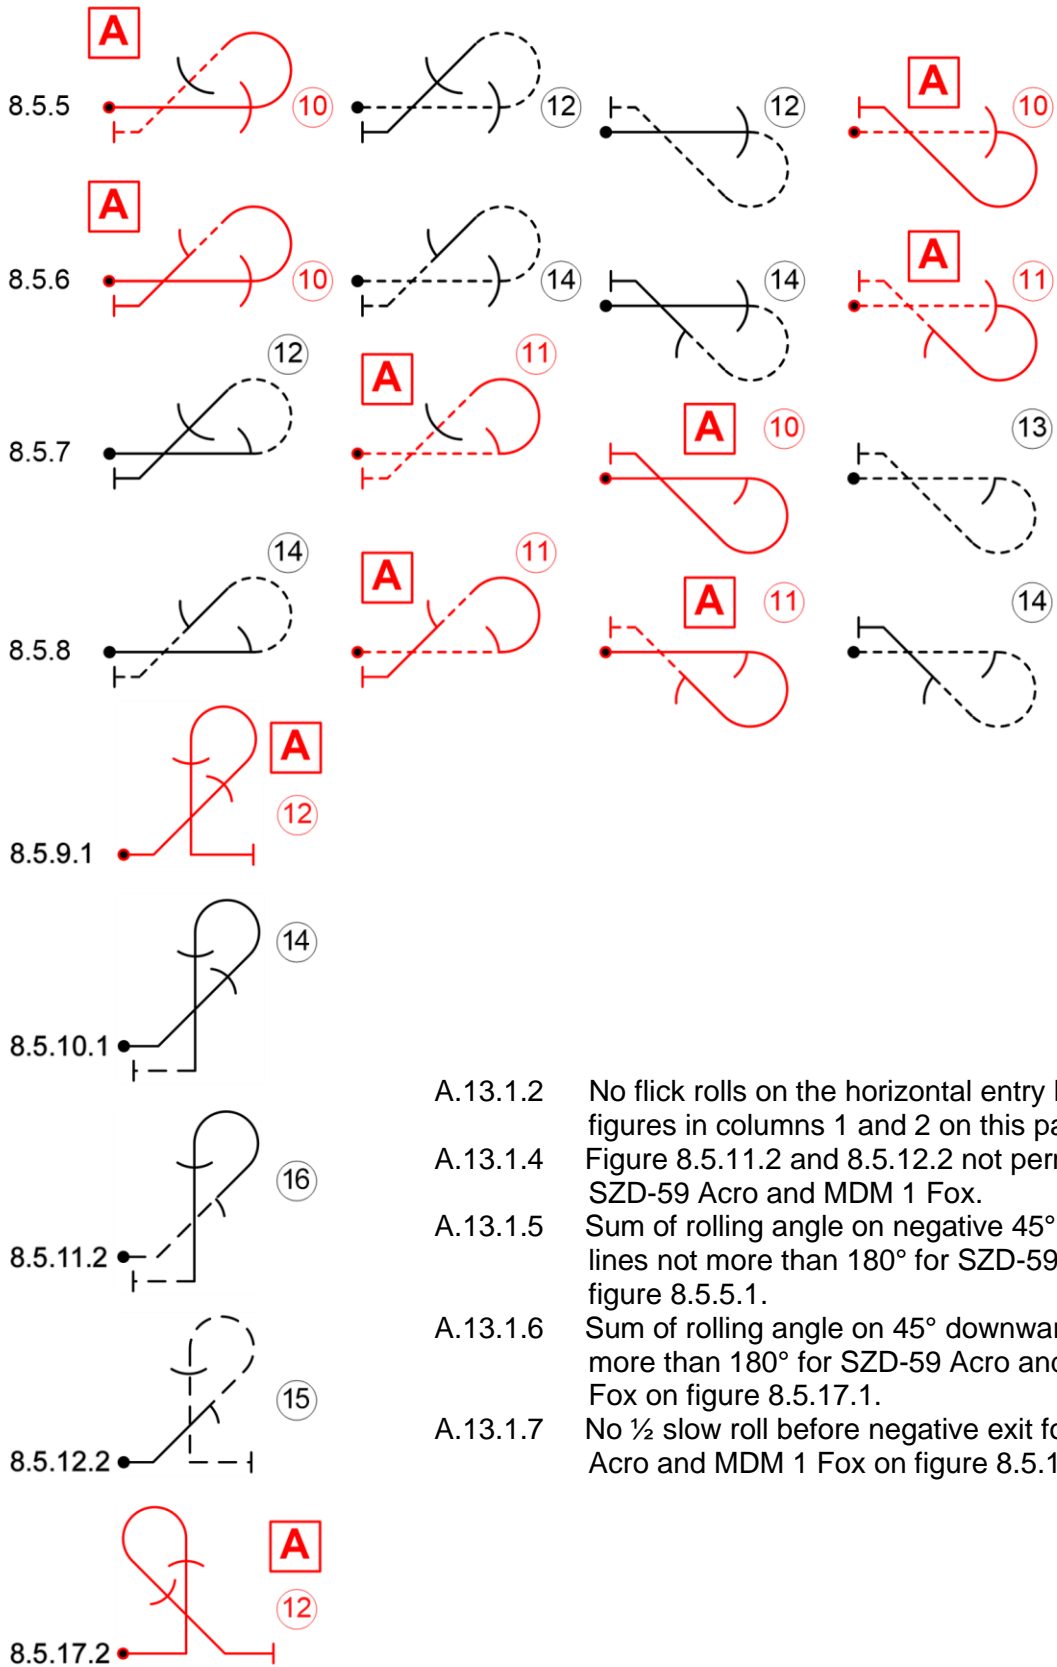 A
8.5.5 10 12 12 A 10
A
8.5.6 10 14 14 A 11
12 A 11
8.5.7 A 10 13
14 A 11
8.5.8 A 11 14
A
12
8.5.9.1
14
8.5.10.1
A.13.1.2 No flick rolls on the horizontal entry
figures in columns 1 and 2 on this
A.13.1.4 Figure 8.5.11.2 and 8.5.12.2 not
SZD-59 Acro and MDM 1 Fox.
16
A.13.1.5 Sum of rolling angle on negative 45°
lines not more than 180° for SZD-59
8.5.11.2
figure 8.5.5.1.
A.13.1.6 Sum of rolling angle on 45°
more than 180° for SZD-59 Acro
Fox on figure 8.5.17.1.
15
A.13.1.7 No ½ slow roll before negative exit
8.5.12.2
Acro and MDM 1 Fox on figure
A
12
8.5.17.2